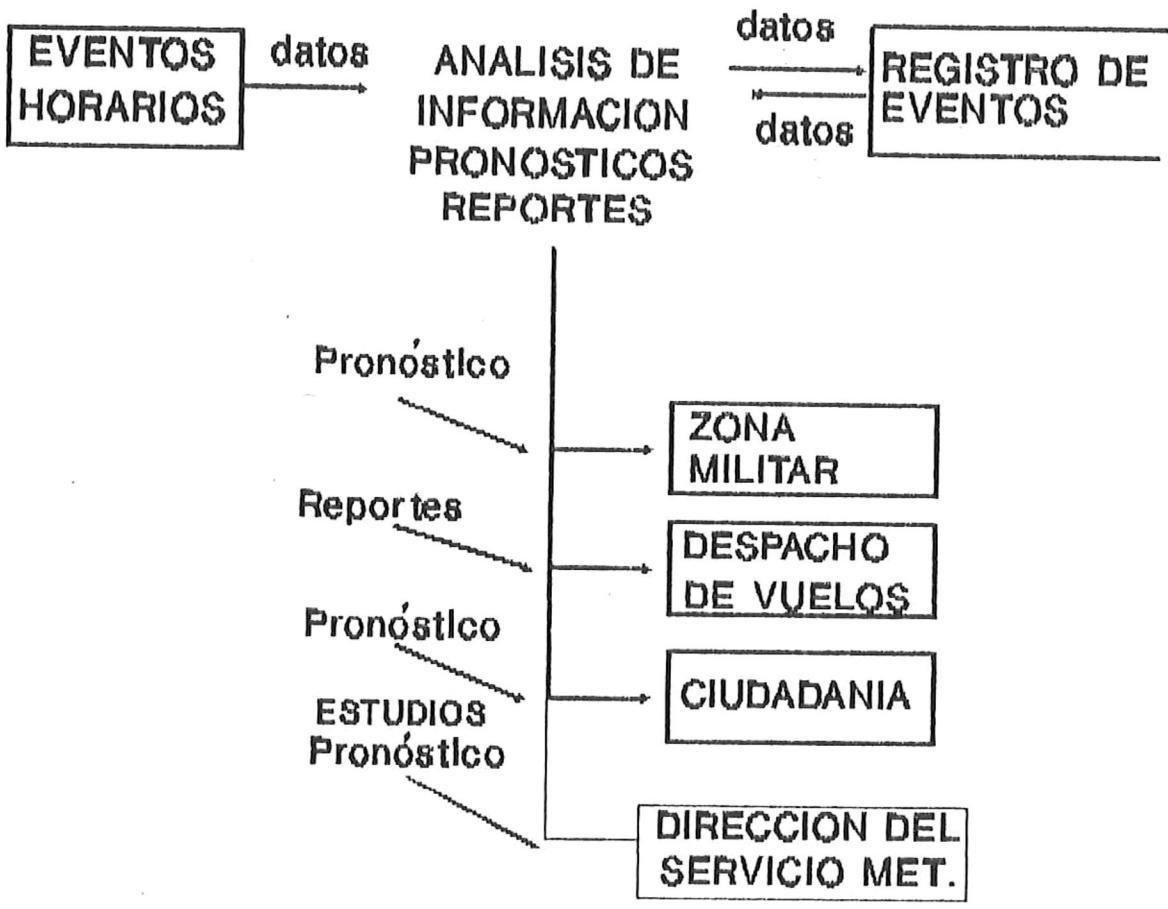 EVENTOS
HORARIOS
datos
ANALISIS DE
INFORMACION
PRONOSTICOS
REPORTES
datos
datos
REGISTRO DE
EVENTOS
Pronóstico
ZONA
MILITAR
Reportes
DESPACHO
DE VUELOS
Pronóstico
CIUDADANIA
ESTUDIOS
Pronóstico
DIRECCION DEL
SERVICIO MET.